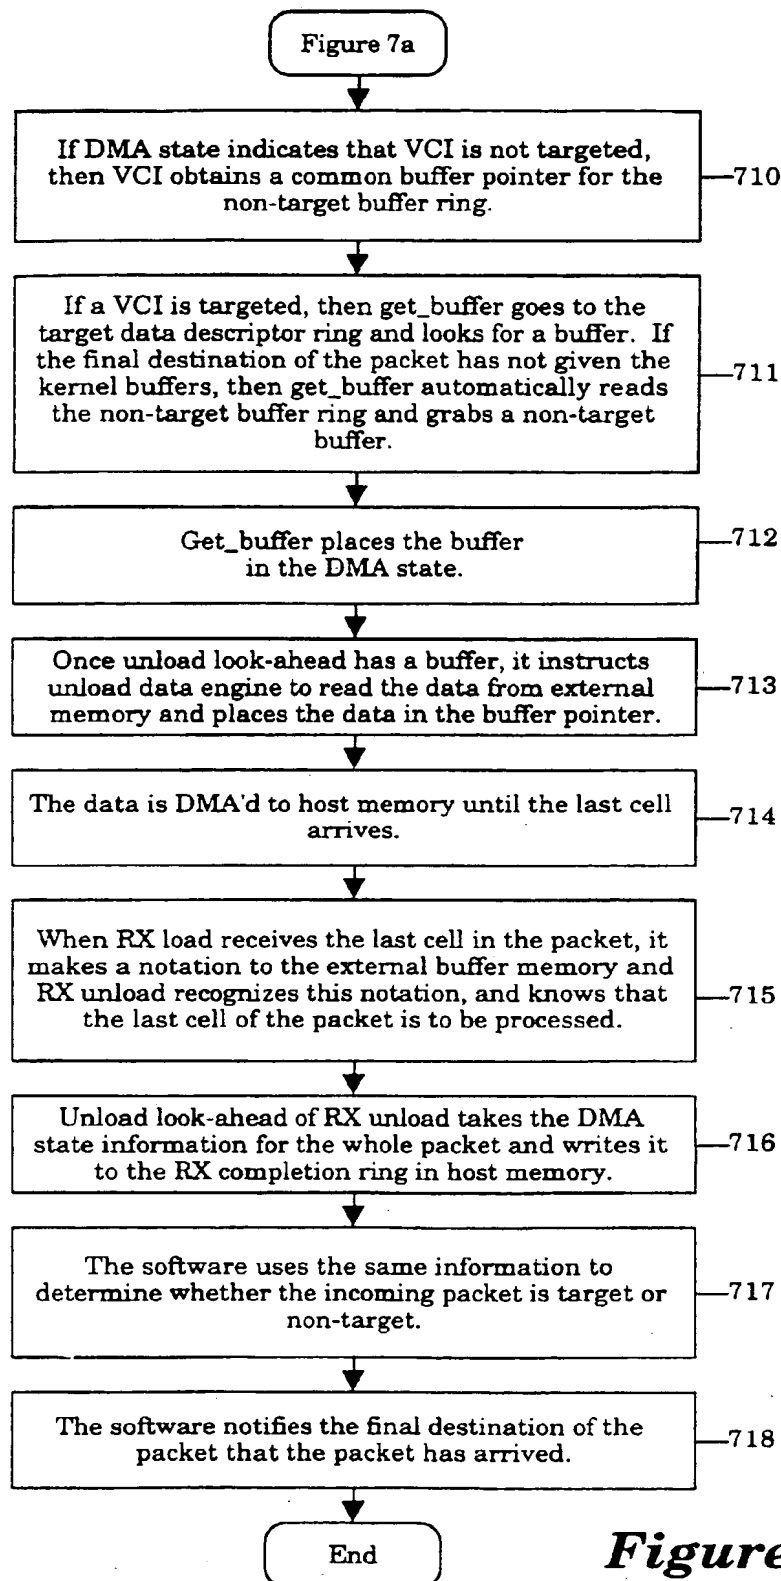 Figure 7a
If DMA state indicates that VCI is not targeted,
then VCI obtains a common buffer pointer for the
non-target buffer ring.
710
If a VCI is targeted, then get_buffer goes to the
target data descriptor ring and looks for a buffer. If
the final destination of the packet has not given the
kernel buffers, then get_buffer automatically reads
the non-target buffer ring and grabs a non-target
buffer.
711
Get_buffer places the buffer
in the DMA state.
712
Once unload look-ahead has a buffer, it instructs
unload data engine to read the data from external
memory and places the data in the buffer pointer.
713
The data is DMA'd to host memory until the last cell
arrives.
714
When RX load receives the last cell in the packet, it
makes a notation to the external buffer memory and
RX unload recognizes this notation, and knows that
the last cell of the packet is to be processed.
715
Unload look-ahead of RX unload takes the DMA
state information for the whole packet and writes it
to the RX completion ring in host memory.
716
The software uses the same information to
determine whether the incoming packet is target or
non-target.
717
The software notifies the final destination of the
packet that the packet has arrived.
718
End
Figure